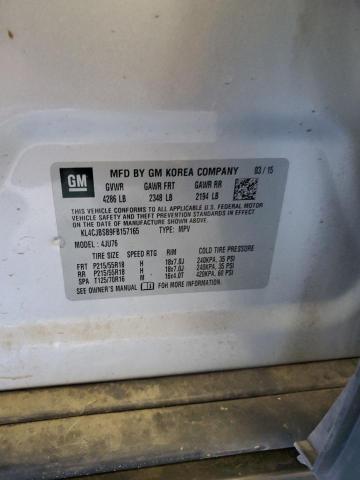 GM
MFD BY GM KOREA COMPANY 03 / 15
GVWR GAWR FRT GAWR RR
4286 LB 2348 LB 2194 LB
THIS VEHICLE CONFORMS TO ALL APPLICABLE U.S. FEDERAL MOTOR
VEHICLE SAFETY AND THEFT PREVENTION STANDARDS IN EFFECT
ON THE DATE OF MANUFACTURE SHOWN ABOVE.
KL4CJBSB9FB157165 TYPE: MPV
MODEL: 4JU76
TIRE SIZE SPEED RTG RIM COLD TIRE PRESSURE
FRT P215/55R18 H 18x7.0J 240KPA, 35 PSI
RR P215/55R18 H 18x7.0J 240KPA, 35 PSI
SPA T125/70R16 M 16x4.0T 420KPA, 60 PSI
SEE OWNER'S MANUAL FOR MORE INFORMATION.